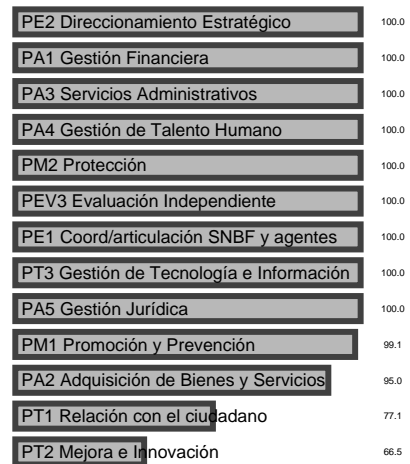 PE2 Direccionamiento Estratégico 100.0
PA1 Gestión Financiera 100.0
PA3 Servicios Administrativos 100.0
PA4 Gestión de Talento Humano 100.0
PM2 Protección 100.0
PEV3 Evaluación Independiente 100.0
PE1 Coord/articulación SNBF y agentes 100.0
PT3 Gestión de Tecnología e Información 100.0
PA5 Gestión Jurídica 100.0
PM1 Promoción y Prevención 99.1
PA2 Adquisición de Bienes y Servicios 95.0
PT1 Relación con el ciudadano 77.1
PT2 Mejora e Innovación 66.5